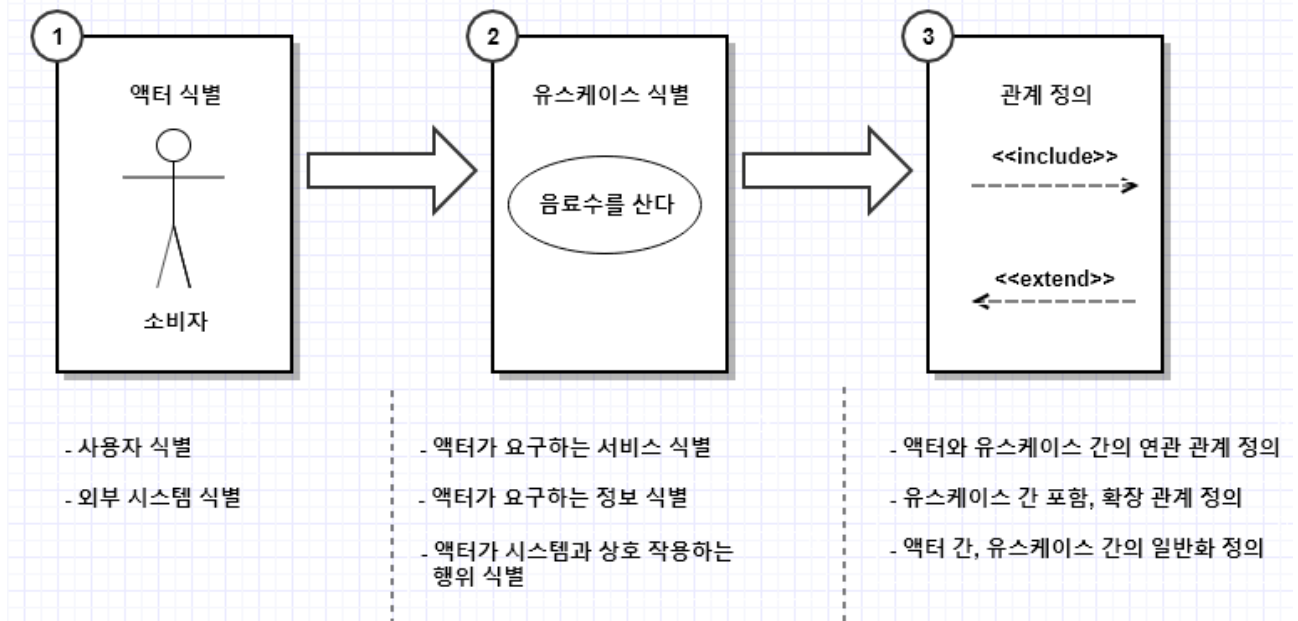 1
액터 식별
소비자
2
유스케이스 식별
음료수를 산다
3
관계 정의
<<include>>
<<extend>>
- 사용자 식별
- 외부 시스템 식별
- 액터가 요구하는 서비스 식별
- 액터가 요구하는 정보 식별
- 액터가 시스템과 상호 작용하는
행위 식별
- 액터와 유스케이스 간의 연관 관계 정의
- 유스케이스 간 포함, 확장 관계 정의
- 액터 간, 유스케이스 간의 일반화 정의